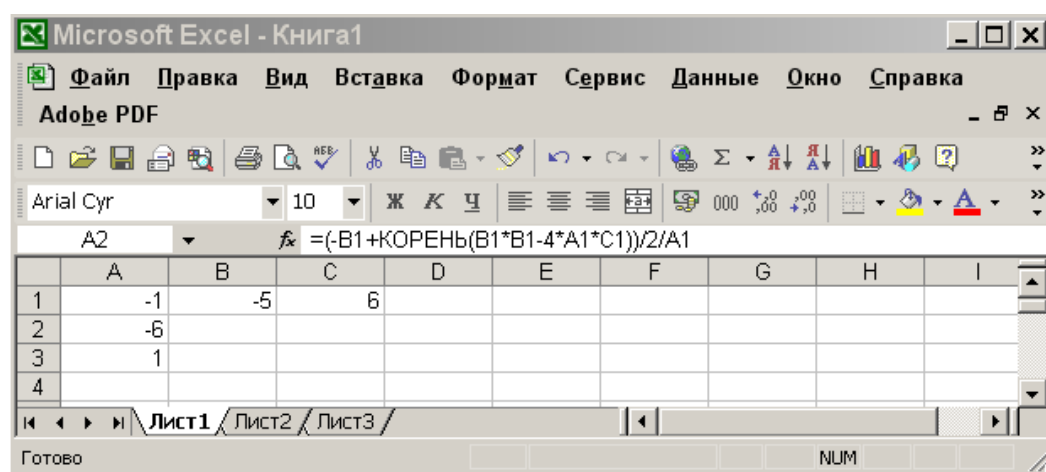 Microsoft Excel - Книга1
Файл Правка Вид Вставка Формат Сервис Данные Окно Справка
Adobe PDF
Arial Cyr 10 Ж К Ч 000
A2 fx =(-B1+КОРЕНЬ(B1*B1-4*A1*C1))/2/A1
A B C D E F G H I
1 -1 -5 6
2 -6
3 1
4
Лист1 Лист2 Лист3
Готово NUM